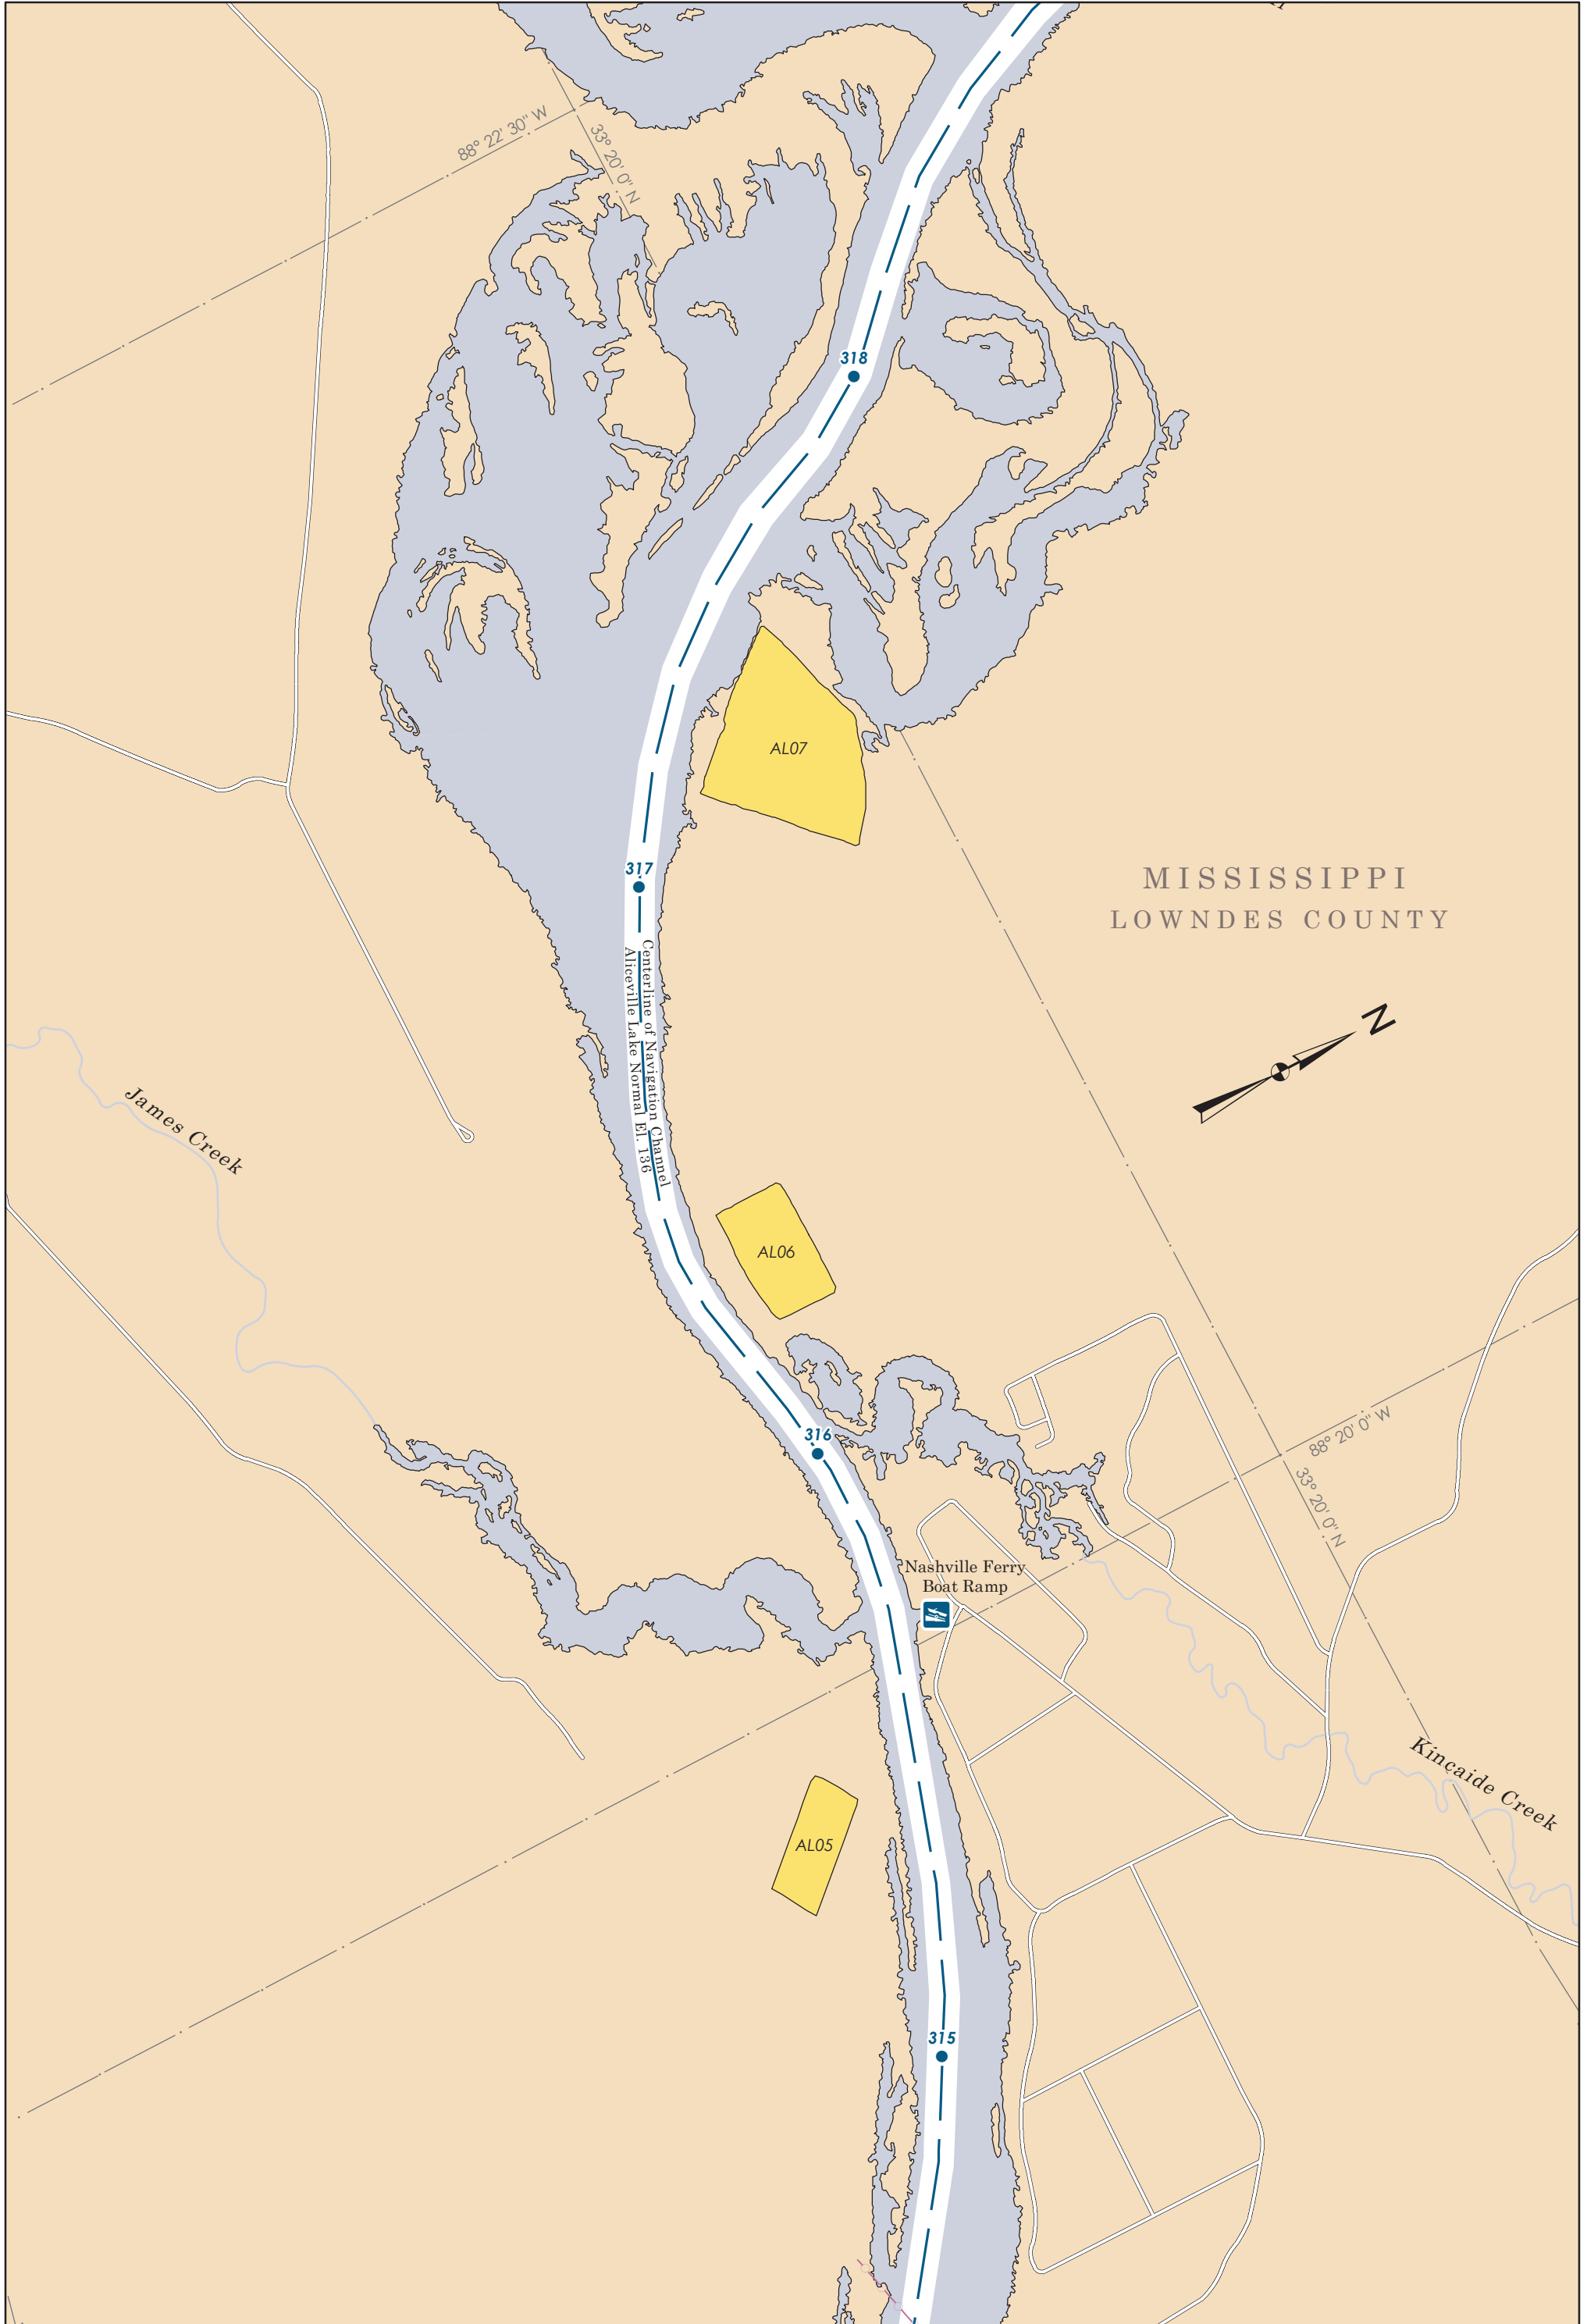 88° 22' 30" W
33° 20' 0" N
318
AL07
317
MISSISSIPPI
LOWNDES COUNTY
Centerline of Navigation Channel
Aliceville Lake Normal El. 136
N
James Creek
AL06
316
88° 20' 0" W
33° 20' 0" N
Nashville Ferry
Boat Ramp
Kincaide Creek
AL05
315